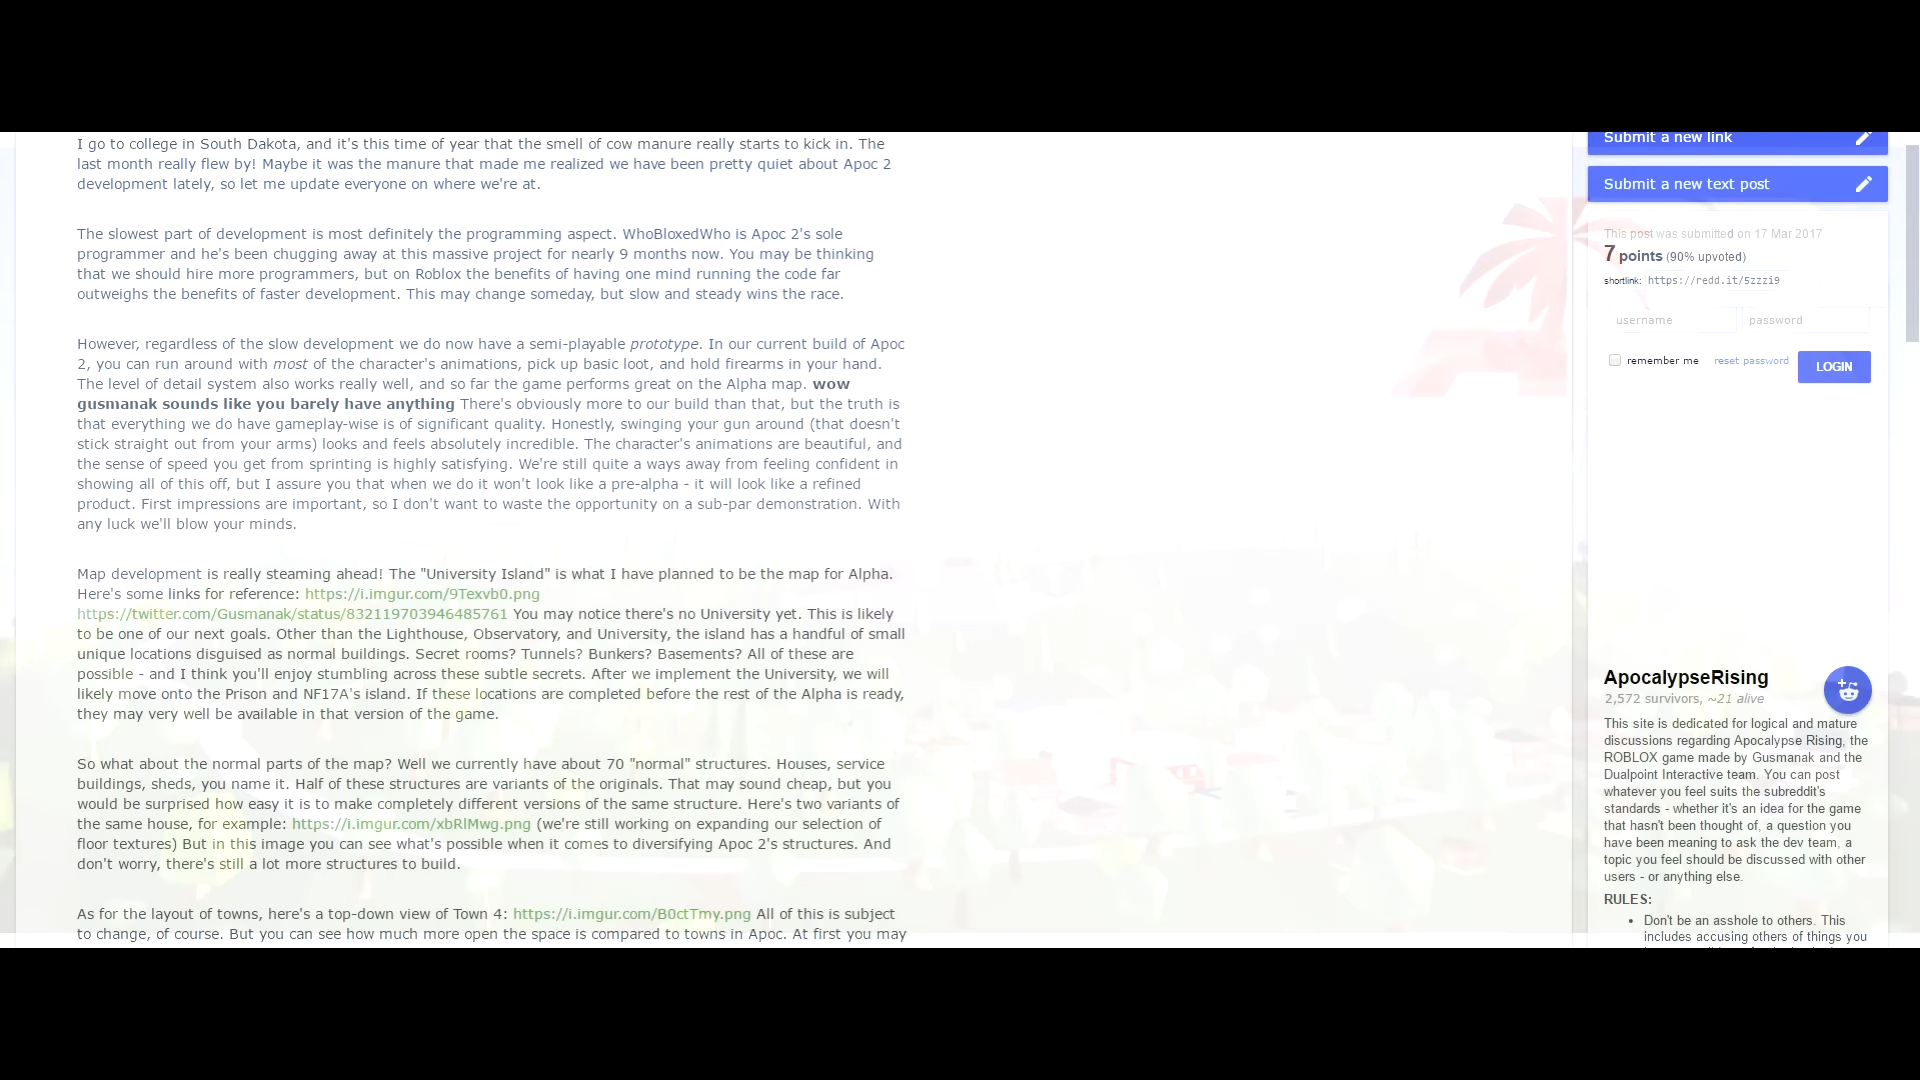 I go to college in South Dakota, and it's this time of year that the smell of cow manure really starts to kick in. The
last month really flew by! Maybe it was the manure that made me realized we have been pretty quiet about Apoc 2
development lately, so let me update everyone on where we're at.
The slowest part of development is most definitely the programming aspect. WhoBloxedWho is Apoc 2's sole
programmer and he's been chugging away at this massive project for nearly 9 months now. You may be thinking
that we should hire more programmers, but on Roblox the benefits of having one mind running the code far
outweighs the benefits of faster development. This may change someday, but slow and steady wins the race.
However, regardless of the slow development we do now have a semi-playable prototype. In our current build of Apoc
2, you can run around with most of the character's animations, pick up basic loot, and hold firearms in your hand.
The level of detail system also works really well, and so far the game performs great on the Alpha map. wow
gusmanak sounds like you barely have anything There's obviously more to our build than that, but the truth is
that everything we do have gameplay-wise is of significant quality. Honestly, swinging your gun around (that doesn't
stick straight out from your arms) looks and feels absolutely incredible. The character's animations are beautiful, and
the sense of speed you get from sprinting is highly satisfying. We're still quite a ways away from feeling confident in
showing all of this off, but I assure you that when we do it won't look like a pre-alpha - it will look like a refined
product. First impressions are important, so I don't want to waste the opportunity on a sub-par demonstration. With
any luck we'll blow your minds.
Map development is really steaming ahead! The "University Island" is what I have planned to be the map for Alpha.
Here's some links for reference: https://i.imgur.com/9Texvb0.png
https://twitter.com/Gusmanak/status/832119703946485761 You may notice there's no University yet. This is likely
to be one of our next goals. Other than the Lighthouse, Observatory, and University, the island has a handful of small
unique locations disguised as normal buildings. Secret rooms? Tunnels? Bunkers? Basements? All of these are
possible - and I think you'll enjoy stumbling across these subtle secrets. After we implement the University, we will
likely move onto the Prison and NF17A's island. If these locations are completed before the rest of the Alpha is ready,
they may very well be available in that version of the game.
So what about the normal parts of the map? Well we currently have about 70 "normal" structures. Houses, service
buildings, sheds, you name it. Half of these structures are variants of the originals. That may sound cheap, but you
would be surprised how easy it is to make completely different versions of the same structure. Here's two variants of
the same house, for example: https://i.imgur.com/xbRlMwg.png (we're still working on expanding our selection of
floor textures) But in this image you can see what's possible when it comes to diversifying Apoc 2's structures. And
don't worry, there's still a lot more structures to build.
As for the layout of towns, here's a top-down view of Town 4: https://i.imgur.com/B0ctTmy.png All of this is subject
to change, of course. But you can see how much more open the space is compared to towns in Apoc. At first you may
Submit a new link
Submit a new text post
This post was submitted on 17 Mar 2017
7 points (90% upvoted)
shortlink: https://redd.it/5zzzi9
username password
remember me reset password LOGIN
ApocalypseRising
2,572 survivors, ~21 alive
This site is dedicated for logical and mature
discussions regarding Apocalypse Rising, the
ROBLOX game made by Gusmanak and the
Dualpoint Interactive team. You can post
whatever you feel suits the subreddit's
standards - whether it's an idea for the game
that hasn't been thought of, a question you
have been meaning to ask the dev team, a
topic you feel should be discussed with other
users - or anything else.
RULES:
• Don't be an asshole to others. This
includes accusing others of things you